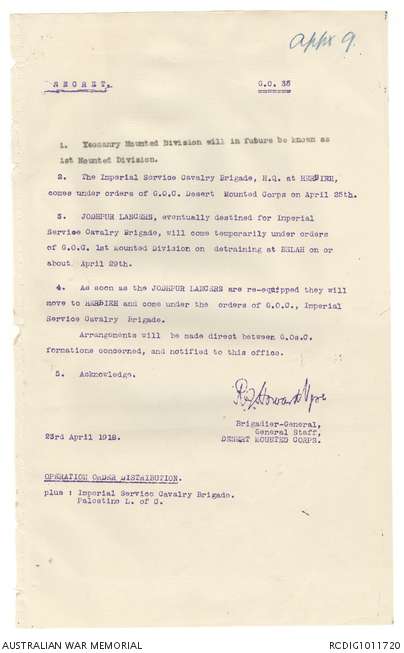 appx 9.
SECRET.
G.O. 35
1. Yeomanry Mounted Division will in future be known as
1st Mounted Division.
2. The Imperial Service Cavalry Brigade, H.Q. at HERBIEH,
comes under orders of G.O.C. Desert Mounted Corps on April 25th.
3. JODHPUR LANCERS, eventually destined for Imperial
Service Cavalry Brigade, will come temporarily under orders
of G.O.C. 1st Mounted Division on detraining at BELAH on or
about April 29th.
4. As soon as the JODHPUR LANCERS are re-equipped they will
move to HERBIEH and come under the orders of G.O.C., Imperial
Service Cavalry Brigade.
Arrangements will be made direct between G.Os.C.
formations concerned, and notified to this office.
5. Acknowledge.
Howard Vyse
Brigadier-General,
General Staff,
DESERT MOUNTED CORPS.
23rd April 1918.
OPERATION ORDER DISTRIBUTION.
plus : Imperial Service Cavalry Brigade.
Palestine L. of C.
AUSTRALIAN WAR MEMORIAL
RCDIG1011720